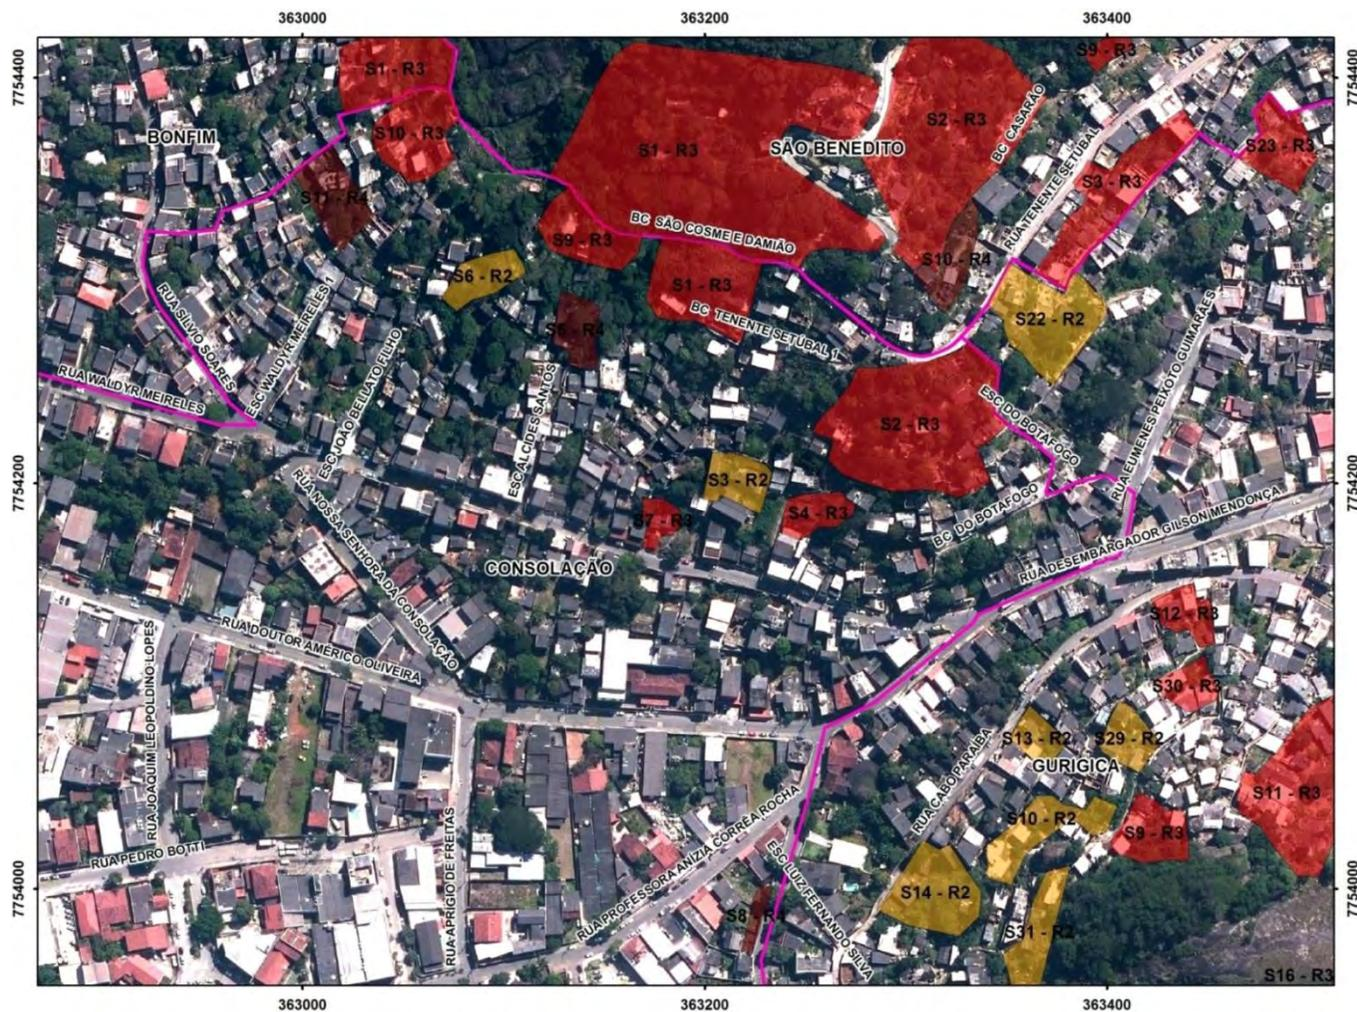 363000 363200 363400
7754400 7754400
S1 - R3
S9 - R3
BONFIM
S10 - R3
S1 - R3
SÃO BENEDITO
S2 - R3
BC CASARÃO
RUA TENENTE SETÚBAL
S23 - R3
S3 - R3
S11 - R4
S9 - R3
BC SÃO COSME E DAMIÃO
S10 - R4
S6 - R2
S1 - R3
BC TENENTE SETÚBAL 1
S22 - R2
RUA SILVIO SOARES
ESC WALDYR MEIRELES 1
RUA WALDYR MEIRELES
ESC JOÃO BELLATO FILHO
ESC ALCIDES SANTOS
RUA EUMENES PEIXOTO GUIMARÃES
S2 - R3
ESC DO BOTAFOGO
7754200 7754200
S3 - R2
S4 - R3
S7 - R3
BC DO BOTAFOGO
RUA DESEMBARGADOR GILSON MENDONÇA
RUA NOSSA SENHORA DA CONSOLAÇÃO
CONSOLAÇÃO
S12 - R3
RUA DOUTOR AMÉRICO OLIVEIRA
RUA JOAQUIM LEOPOLDINO LOPES
S30 - R3
S13 - R2
S29 - R2
GURIGICA
RUA CABO PARAIBA
S11 - R3
S10 - R2
S9 - R3
RUA PROFESSORA ANÍZIA CORRÊA ROCHA
RUA PEDRO BOTTI
RUA APRIGIO DE FREITAS
ESC LUIZ FERNANDO SILVA
7754000 7754000
S14 - R2
S8 - R4
S31 - R2
S16 - R3
363000 363200 363400